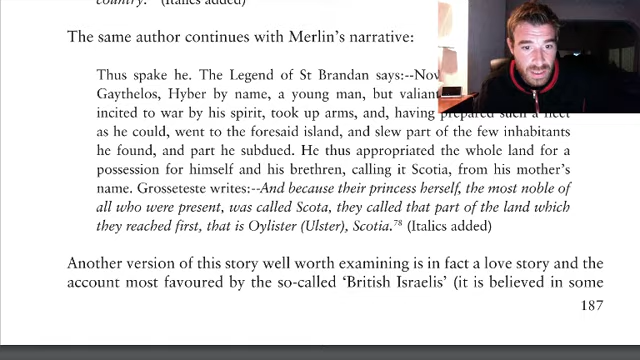 country.' (Italics added)
The same author continues with Merlin's narrative:
Thus spake he. The Legend of St Brandan says:--Nov
Gaythelos, Hyber by name, a young man, but valiant
incited to war by his spirit, took up arms, and, having prepared such a fleet
as he could, went to the foresaid island, and slew part of the few inhabitants
he found, and part he subdued. He thus appropriated the whole land for a
possession for himself and his brethren, calling it Scotia, from his mother's
name. Grosseteste writes:--And because their princess herself, the most noble of
all who were present, was called Scota, they called that part of the land which
they reached first, that is Oylister (Ulster), Scotia.78 (Italics added)
Another version of this story well worth examining is in fact a love story and the
account most favoured by the so-called 'British Israelis' (it is believed in some
187